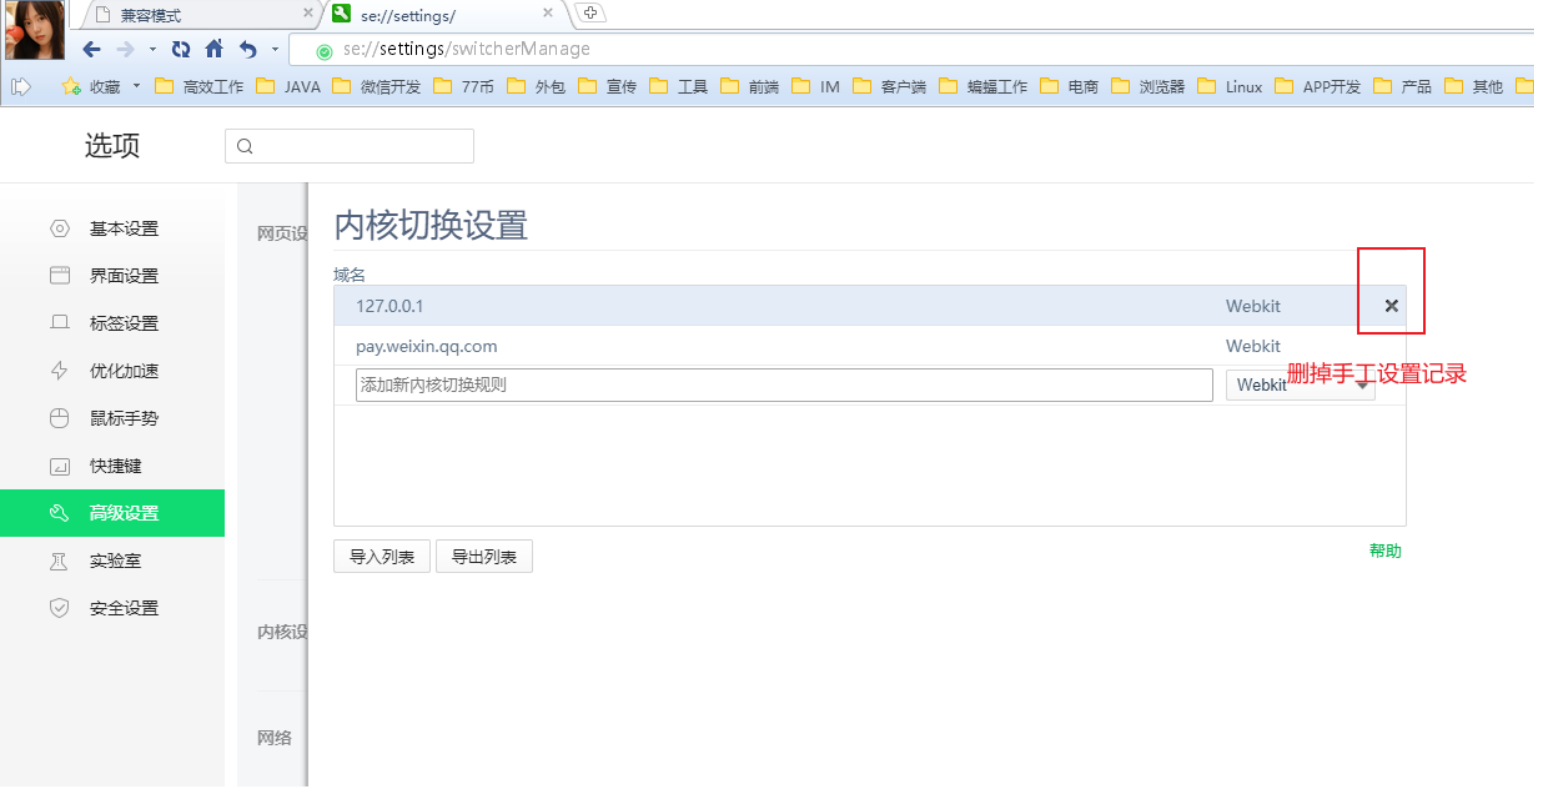 兼容模式
se://settings/
se://settings/switcherManage
收藏 高效工作 JAVA 微信开发 77币 外包 宣传 工具 前端 IM 客户端 蝙蝠工作 电商 浏览器 Linux APP开发 产品 其他
选项
基本设置
界面设置
标签设置
优化加速
鼠标手势
快捷键
高级设置
实验室
安全设置
网页设
内核设
网络
内核切换设置
域名
127.0.0.1 Webkit
pay.weixin.qq.com Webkit
添加新内核切换规则 Webkit
删掉手工设置记录
导入列表 导出列表
帮助